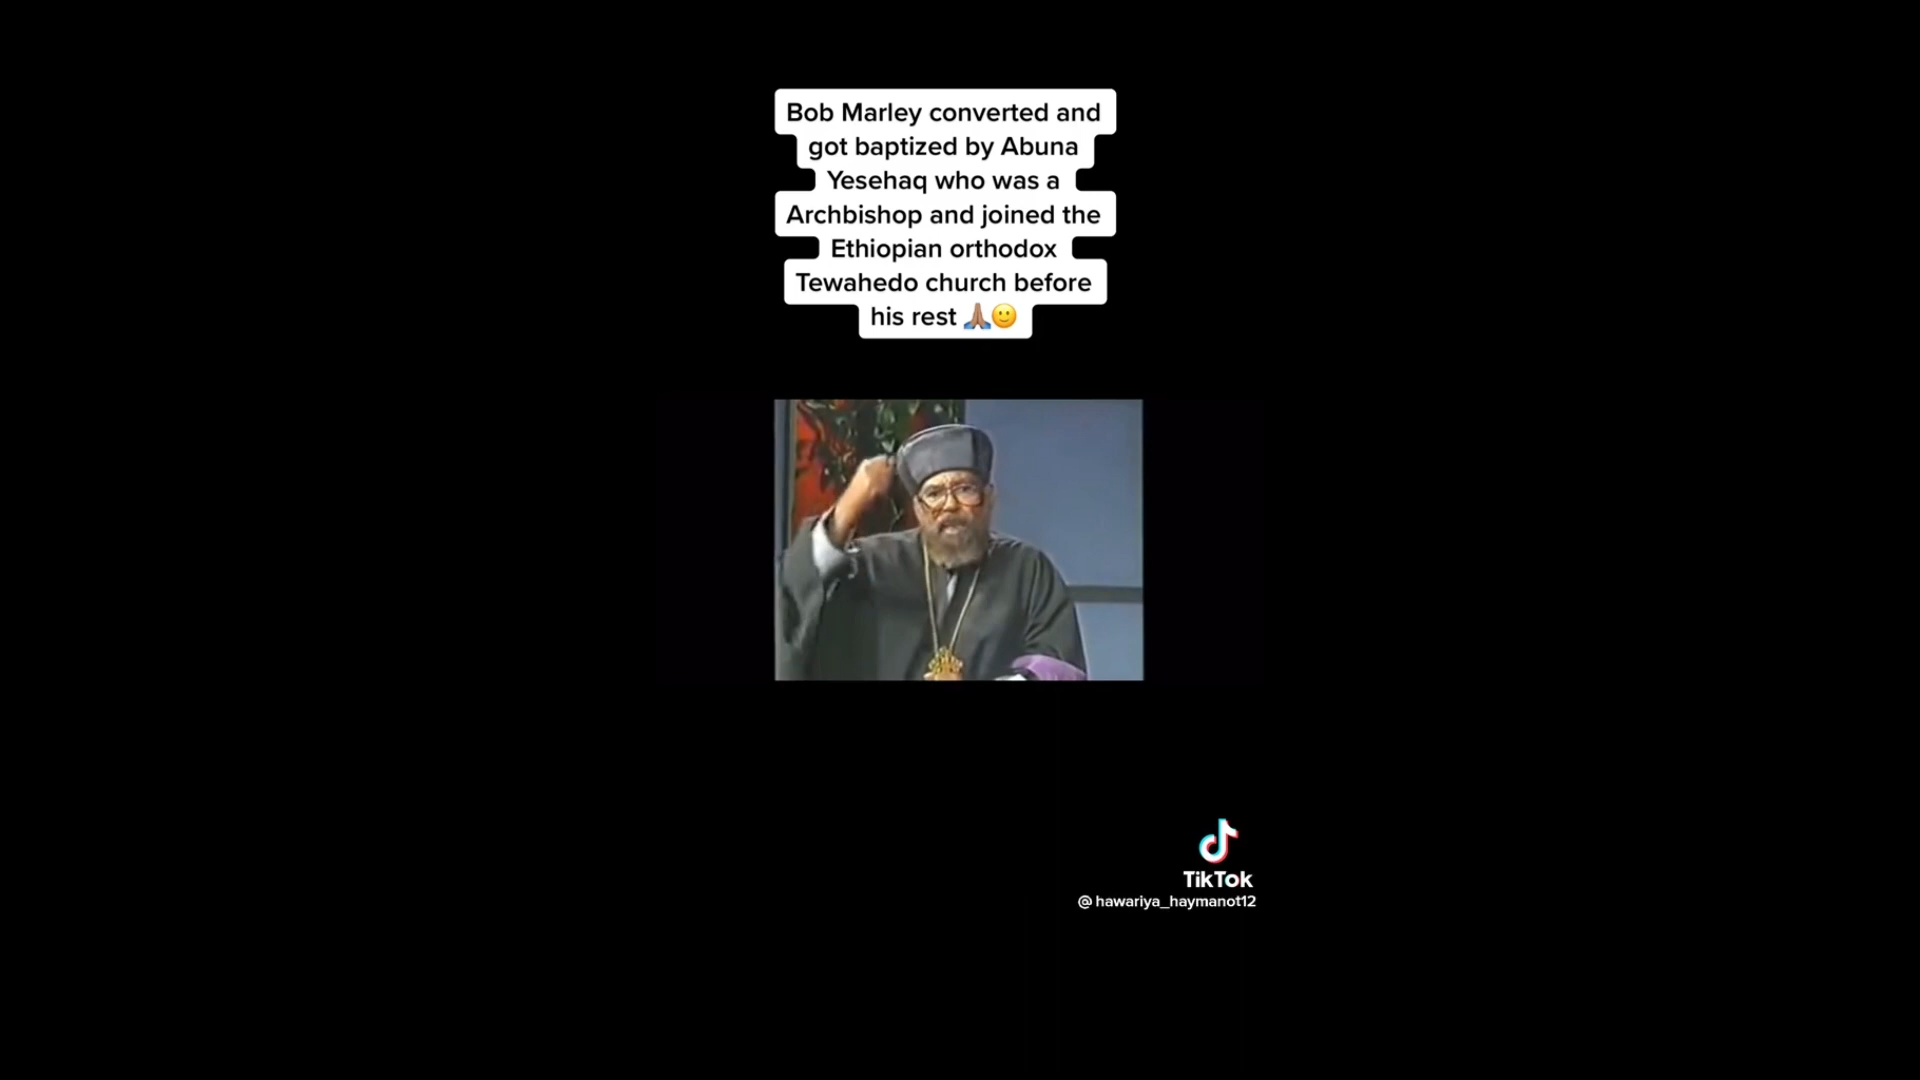 Bob Marley converted and
got baptized by Abuna
Yesehaq who was a
Archbishop and joined the
Ethiopian orthodox
Tewahedo church before
his rest 🙏🏽🙂
TikTok
@hawariya_haymanot12